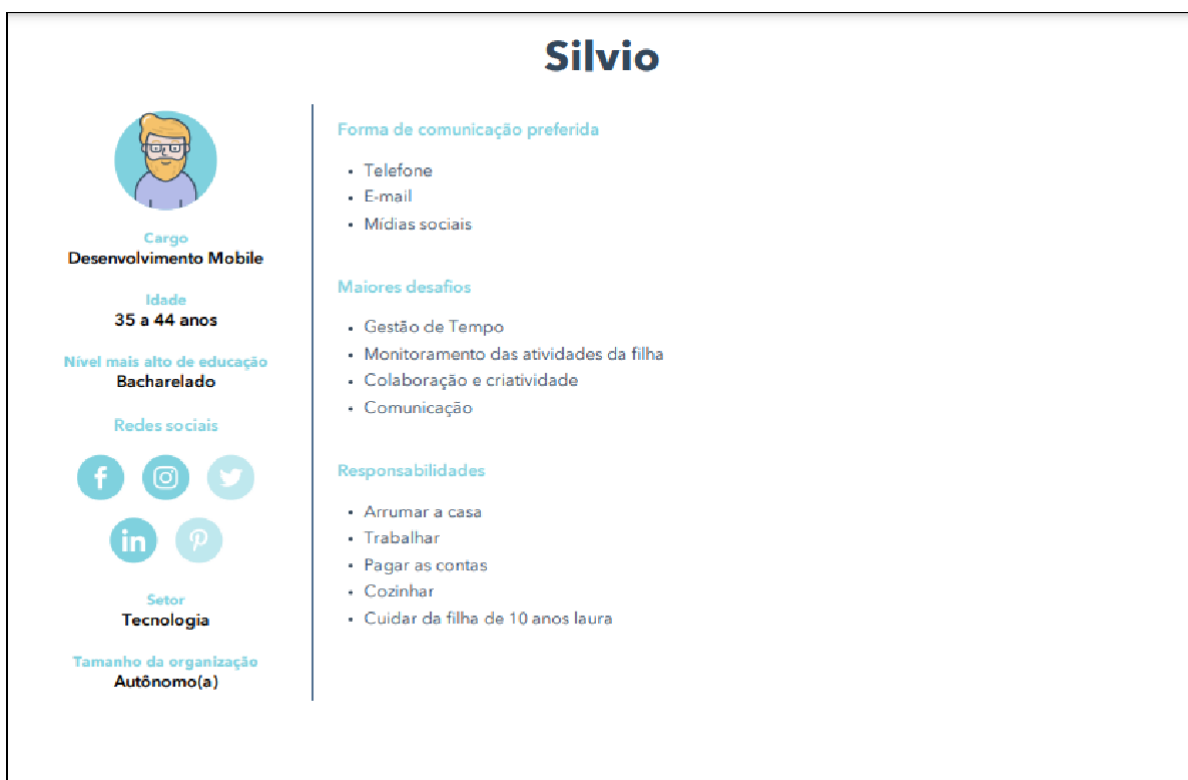 Silvio
Cargo
Desenvolvimento Mobile
Idade
35 a 44 anos
Nível mais alto de educação
Bacharelado
Redes sociais
f
in
Setor
Tecnologia
Tamanho da organização
Autônomo(a)
Forma de comunicação preferida
• Telefone
• E-mail
• Mídias sociais
Maiores desafios
• Gestão de Tempo
• Monitoramento das atividades da filha
• Colaboração e criatividade
• Comunicação
Responsabilidades
• Arrumar a casa
• Trabalhar
• Pagar as contas
• Cozinhar
• Cuidar da filha de 10 anos laura